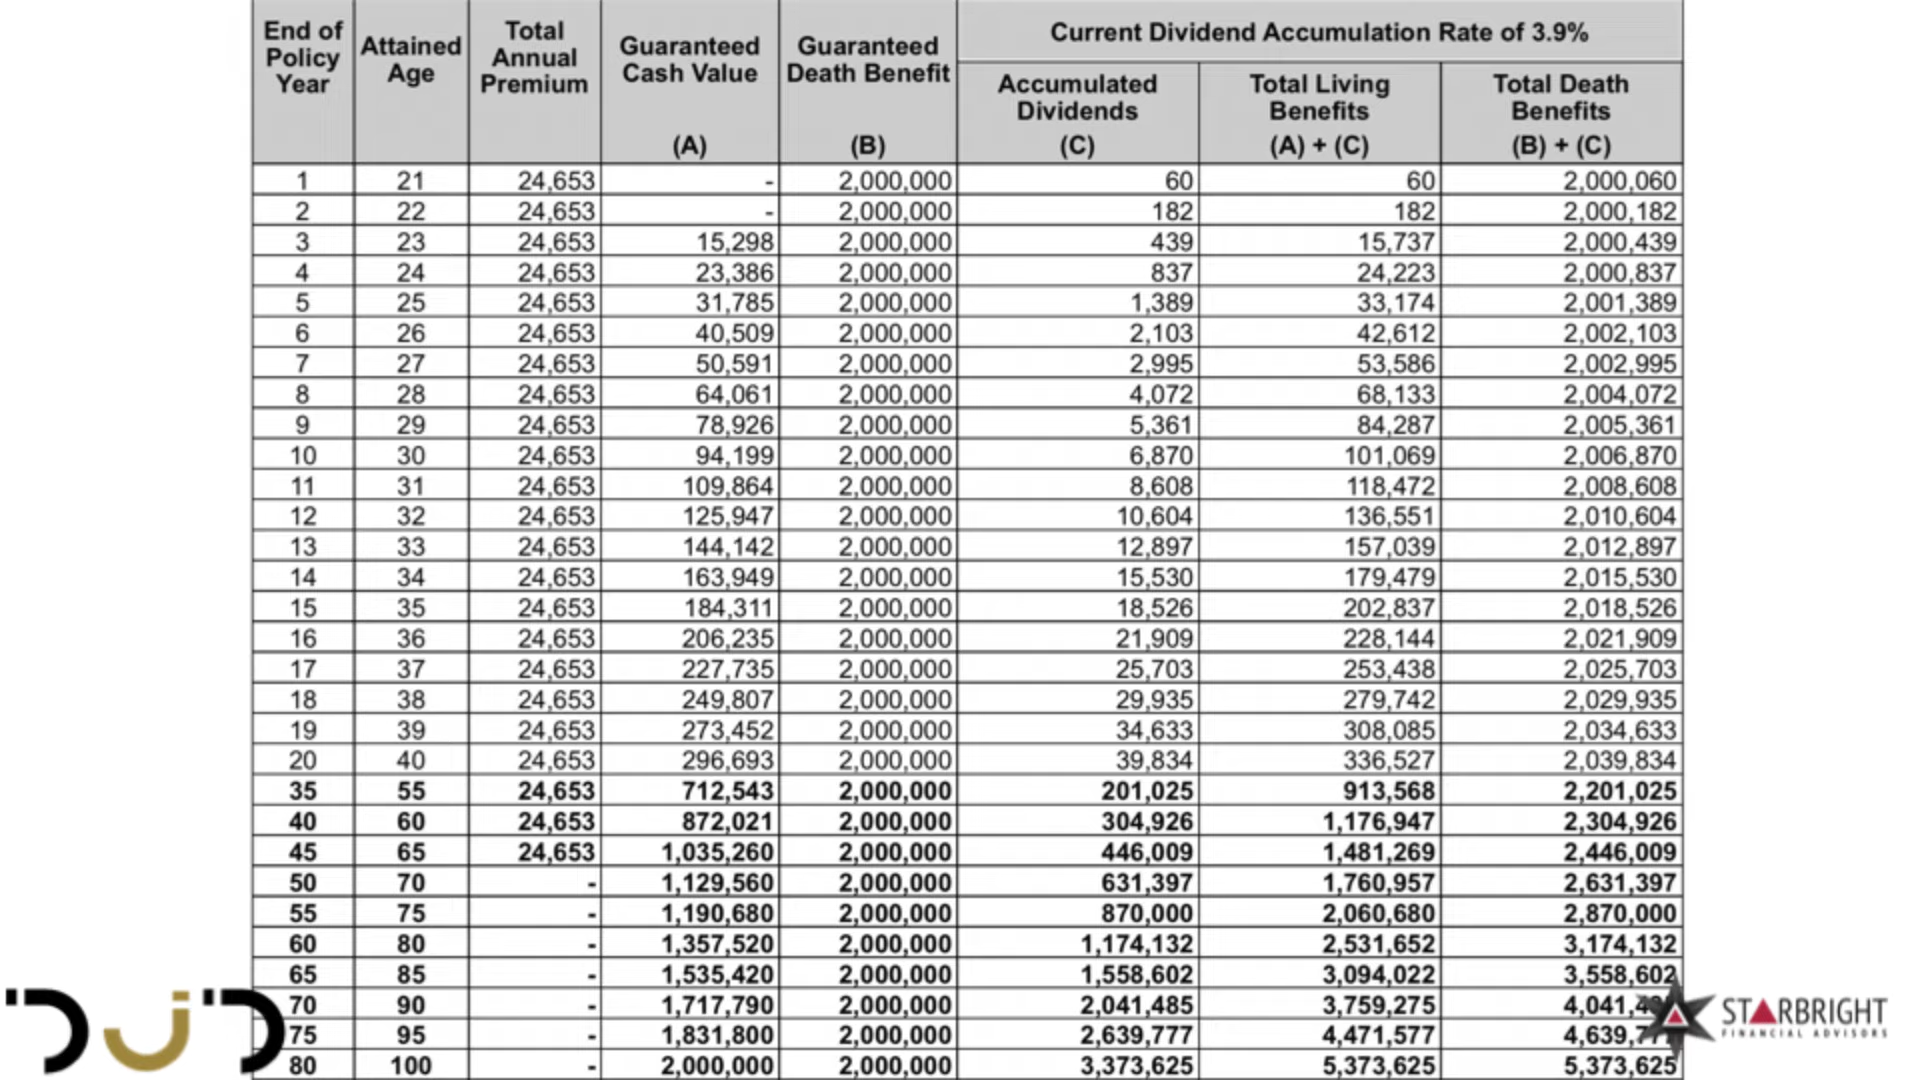 End of Policy Year | Attained Age | Total Annual Premium | Guaranteed Cash Value (A) | Guaranteed Death Benefit (B) | Current Dividend Accumulation Rate of 3.9%
Accumulated Dividends (C) | Total Living Benefits (A) + (C) | Total Death Benefits (B) + (C)
1 | 21 | 24,653 | - | 2,000,000 | 60 | 60 | 2,000,060
2 | 22 | 24,653 | - | 2,000,000 | 182 | 182 | 2,000,182
3 | 23 | 24,653 | 15,298 | 2,000,000 | 439 | 15,737 | 2,000,439
4 | 24 | 24,653 | 23,386 | 2,000,000 | 837 | 24,223 | 2,000,837
5 | 25 | 24,653 | 31,785 | 2,000,000 | 1,389 | 33,174 | 2,001,389
6 | 26 | 24,653 | 40,509 | 2,000,000 | 2,103 | 42,612 | 2,002,103
7 | 27 | 24,653 | 50,591 | 2,000,000 | 2,995 | 53,586 | 2,002,995
8 | 28 | 24,653 | 64,061 | 2,000,000 | 4,072 | 68,133 | 2,004,072
9 | 29 | 24,653 | 78,926 | 2,000,000 | 5,361 | 84,287 | 2,005,361
10 | 30 | 24,653 | 94,199 | 2,000,000 | 6,870 | 101,069 | 2,006,870
11 | 31 | 24,653 | 109,864 | 2,000,000 | 8,608 | 118,472 | 2,008,608
12 | 32 | 24,653 | 125,947 | 2,000,000 | 10,604 | 136,551 | 2,010,604
13 | 33 | 24,653 | 144,142 | 2,000,000 | 12,897 | 157,039 | 2,012,897
14 | 34 | 24,653 | 163,949 | 2,000,000 | 15,530 | 179,479 | 2,015,530
15 | 35 | 24,653 | 184,311 | 2,000,000 | 18,526 | 202,837 | 2,018,526
16 | 36 | 24,653 | 206,235 | 2,000,000 | 21,909 | 228,144 | 2,021,909
17 | 37 | 24,653 | 227,735 | 2,000,000 | 25,703 | 253,438 | 2,025,703
18 | 38 | 24,653 | 249,807 | 2,000,000 | 29,935 | 279,742 | 2,029,935
19 | 39 | 24,653 | 273,452 | 2,000,000 | 34,633 | 308,085 | 2,034,633
20 | 40 | 24,653 | 296,693 | 2,000,000 | 39,834 | 336,527 | 2,039,834
35 | 55 | 24,653 | 712,543 | 2,000,000 | 201,025 | 913,568 | 2,201,025
40 | 60 | 24,653 | 872,021 | 2,000,000 | 304,926 | 1,176,947 | 2,304,926
45 | 65 | 24,653 | 1,035,260 | 2,000,000 | 446,009 | 1,481,269 | 2,446,009
50 | 70 | - | 1,129,560 | 2,000,000 | 631,397 | 1,760,957 | 2,631,397
55 | 75 | - | 1,190,680 | 2,000,000 | 870,000 | 2,060,680 | 2,870,000
60 | 80 | - | 1,357,520 | 2,000,000 | 1,174,132 | 2,531,652 | 3,174,132
65 | 85 | - | 1,535,420 | 2,000,000 | 1,558,602 | 3,094,022 | 3,558,602
70 | 90 | - | 1,717,790 | 2,000,000 | 2,041,485 | 3,759,275
75 | 95 | - | 1,831,800 | 2,000,000 | 2,639,777 | 4,471,577
80 | 100 | - | 2,000,000 | 2,000,000 | 3,373,625 | 5,373,625 | 5,373,625
STARBRIGHT
FINANCIAL ADVISORS